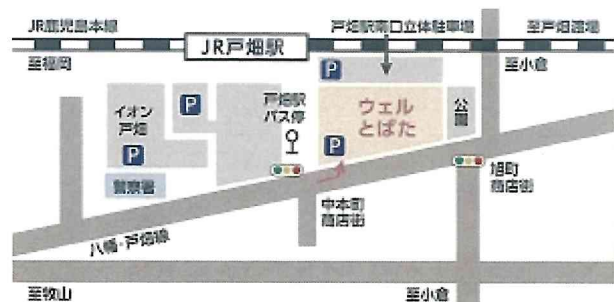 JR鹿児島本線
JR戸畑駅
戸畑駅南口立体駐車場
至戸畑渡場
至福岡
至小倉
P
イオン
戸畑
P
P
戸畑駅
バス停
ウェル
とばた
P
公園
警察署
旭町
商店街
中本町
商店街
八幡・戸畑線
至牧山
至小倉